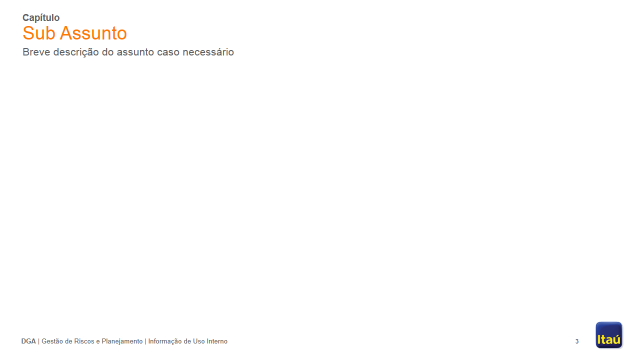 Capítulo
Sub Assunto
Breve descrição do assunto caso necessário
DGA | Gestão de Riscos e Planejamento | Informação de Uso Interno
3
Itaú